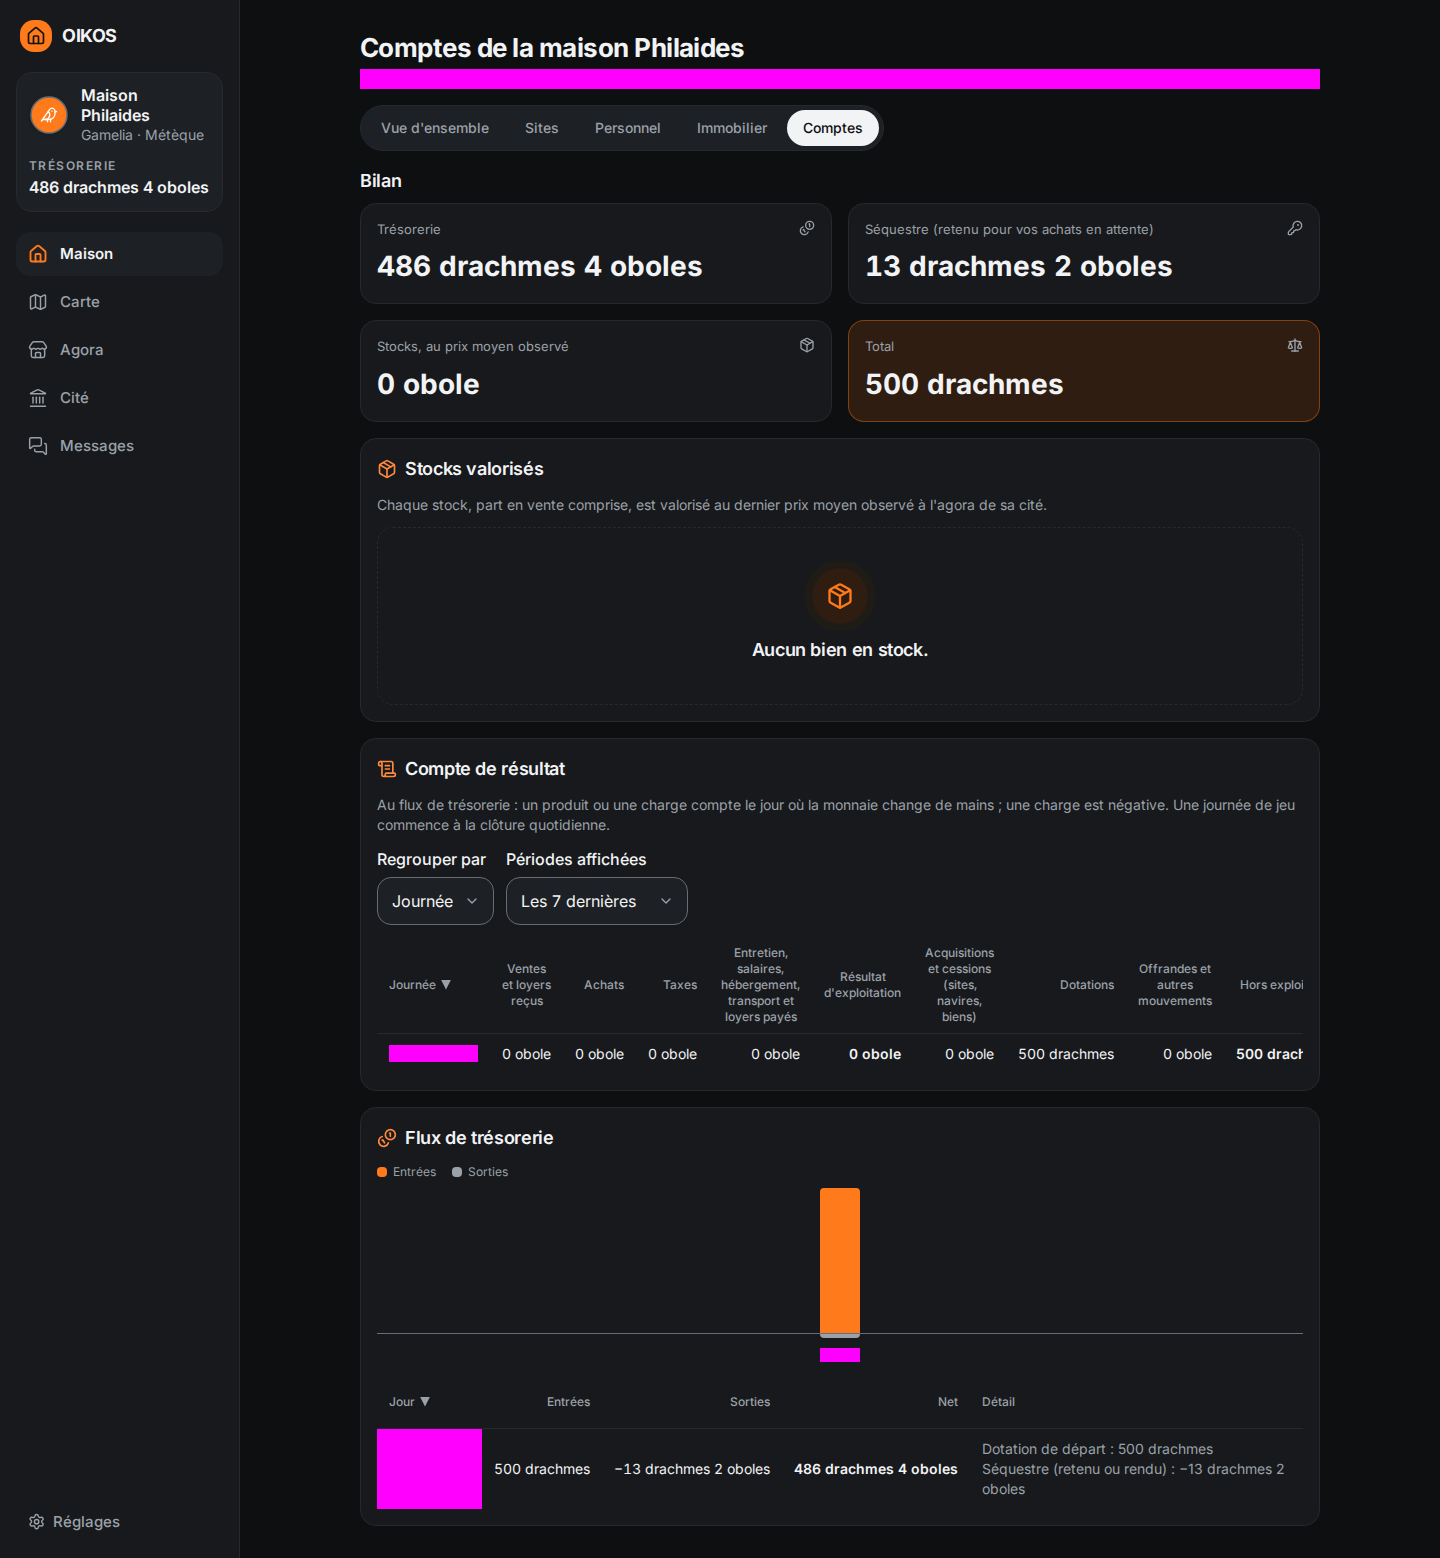 OIKOS
Maison
Philaides
Gamelia · Métèque
TRÉSORERIE
486 drachmes 4 oboles
Maison
Carte
Agora
Cité
Messages
Réglages
Comptes de la maison Philaides
Vue d'ensemble
Sites
Personnel
Immobilier
Comptes
Bilan
Trésorerie
486 drachmes 4 oboles
Séquestre (retenu pour vos achats en attente)
13 drachmes 2 oboles
Stocks, au prix moyen observé
0 obole
Total
500 drachmes
Stocks valorisés
Chaque stock, part en vente comprise, est valorisé au dernier prix moyen observé à l'agora de sa cité.
Aucun bien en stock.
Compte de résultat
Au flux de trésorerie : un produit ou une charge compte le jour où la monnaie change de mains ; une charge est négative. Une journée de jeu
commence à la clôture quotidienne.
Regrouper par
Périodes affichées
Journée
Les 7 dernières
Journée ▼
Ventes
et loyers
reçus
Achats
Taxes
Entretien,
salaires,
hébergement,
transport et
loyers payés
Résultat
d'exploitation
Acquisitions
et cessions
(sites,
navires,
biens)
Dotations
Offrandes et
autres
mouvements
Hors exploi
0 obole
0 obole
0 obole
0 obole
0 obole
0 obole
500 drachmes
0 obole
500 drach
Flux de trésorerie
Entrées
Sorties
Jour ▼
Entrées
Sorties
Net
Détail
500 drachmes
−13 drachmes 2 oboles
486 drachmes 4 oboles
Dotation de départ : 500 drachmes
Séquestre (retenu ou rendu) : −13 drachmes 2
oboles